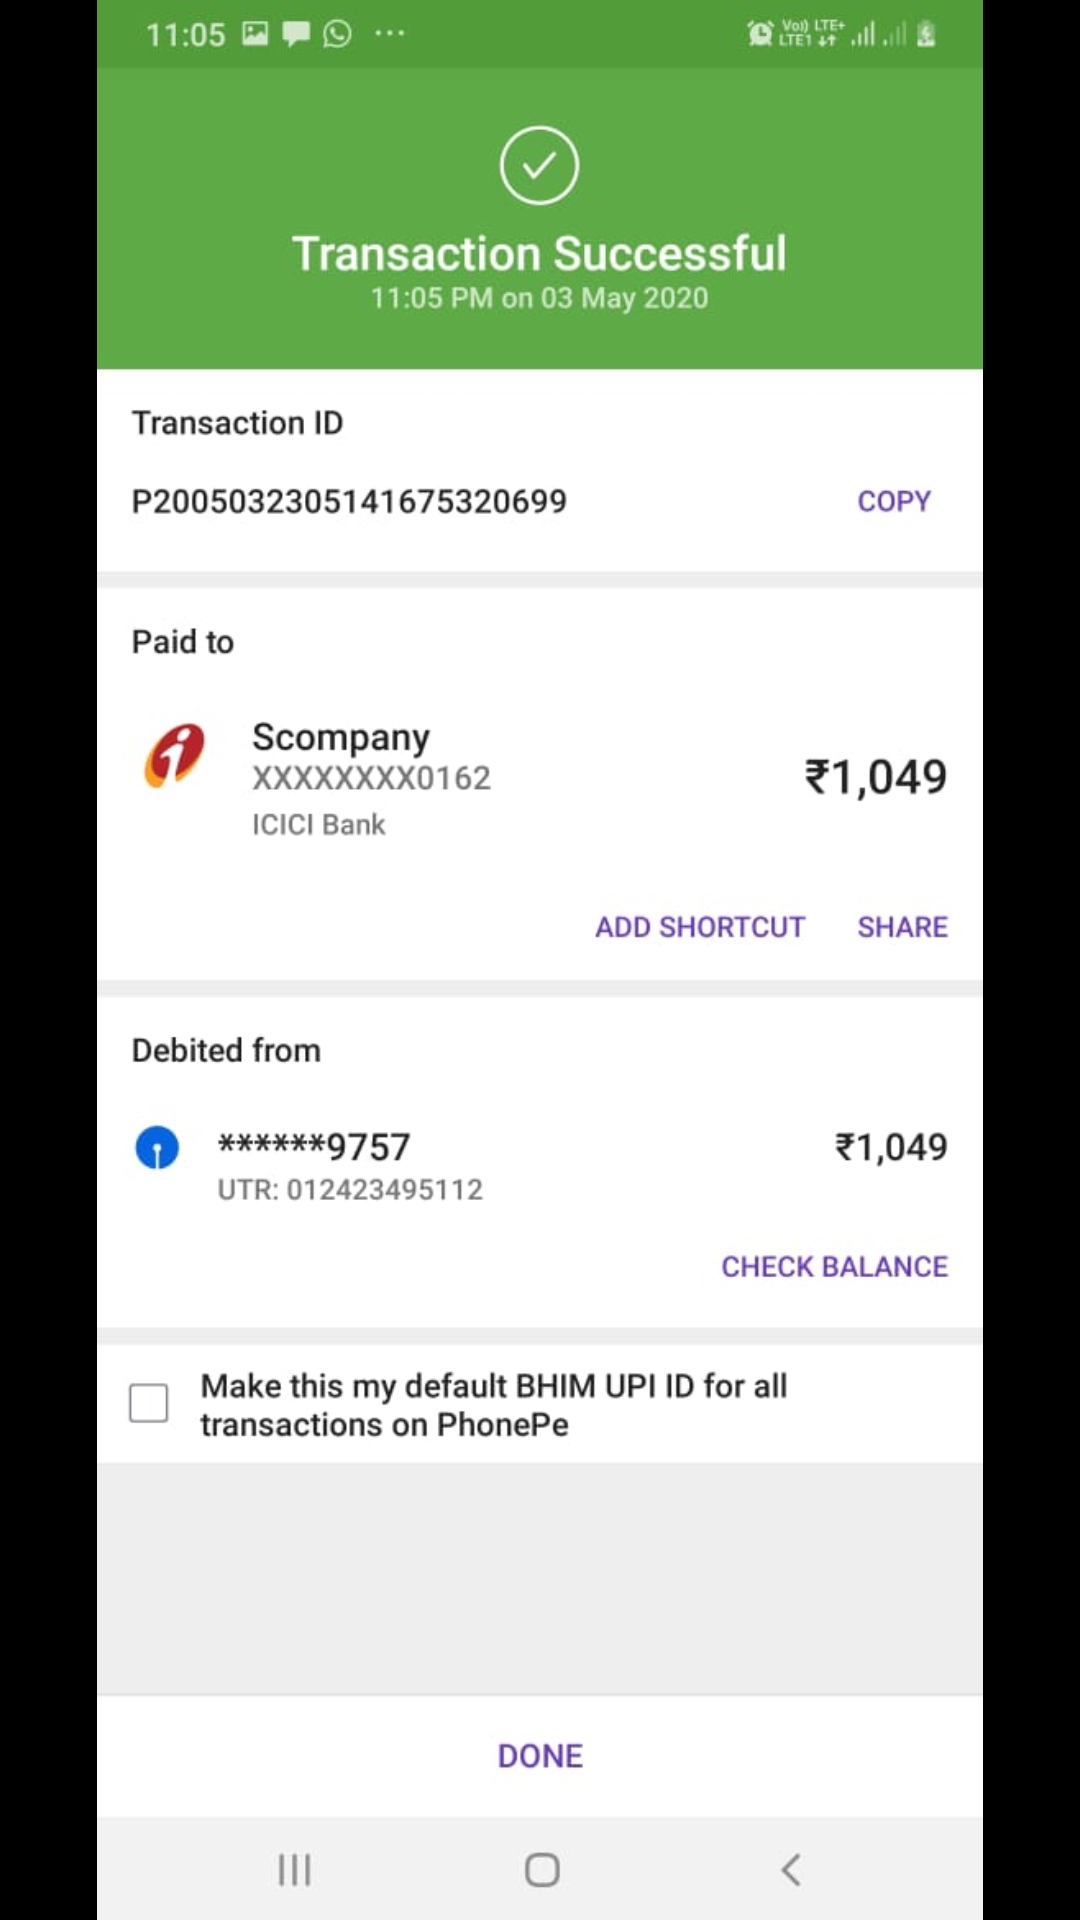 11:05
Vo)) LTE+
LTE1
Transaction Successful
11:05 PM on 03 May 2020
Transaction ID
P2005032305141675320699
COPY
Paid to
Scompany
XXXXXXXX0162
₹1,049
ICICI Bank
ADD SHORTCUT SHARE
Debited from
******9757
₹1,049
UTR: 012423495112
CHECK BALANCE
Make this my default BHIM UPI ID for all
transactions on PhonePe
DONE